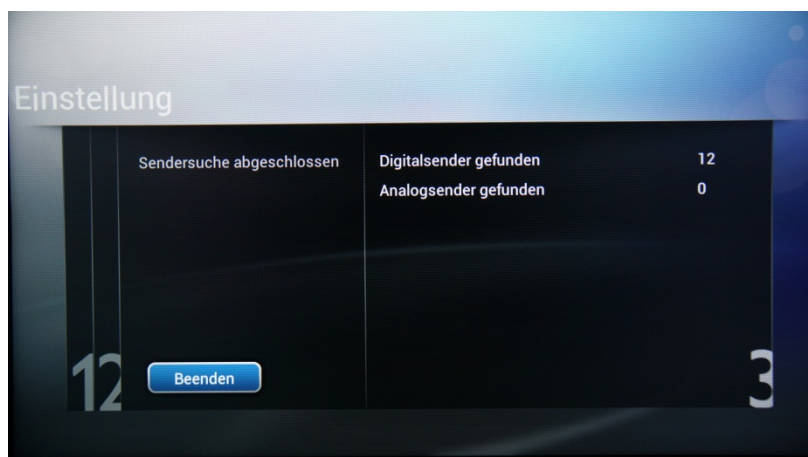 Einstellung
Sendersuche abgeschlossen
Digitalsender gefunden 12
Analogsender gefunden 0
12
Beenden
3